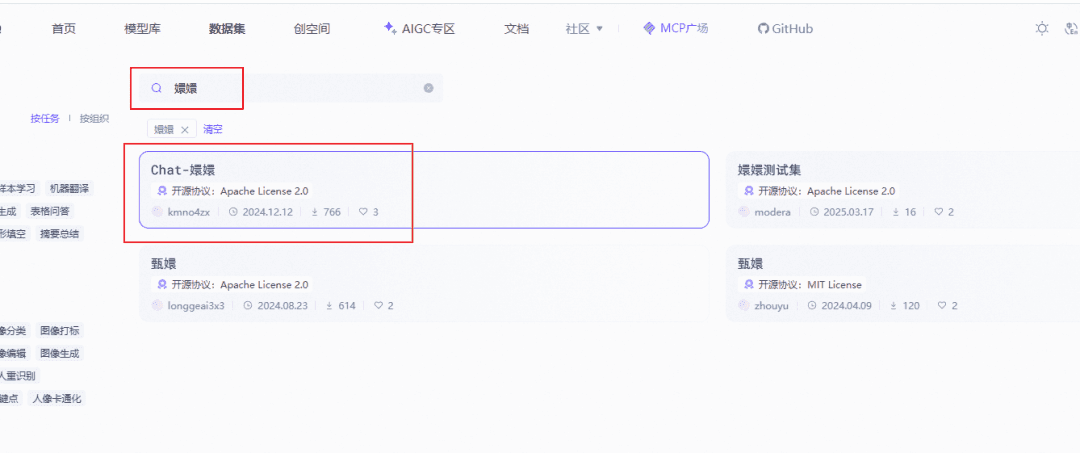 首页 模型库 数据集 创空间 AIGC专区 文档 社区 MCP广场 GitHub
嬛嬛
按任务 按组织
嬛嬛 清空
Chat-嬛嬛
开源协议：Apache License 2.0
kmno4zx 2024.12.12 766 3
嬛嬛测试集
开源协议：Apache License 2.0
modera 2025.03.17 16 2
样本学习 机器翻译
生成 表格问答
填空 摘要总结
甄嬛
开源协议：Apache License 2.0
longgeai3x3 2024.08.23 614 2
甄嬛
开源协议：MIT License
zhouyu 2024.04.09 120 2
像分类 图像打标
像编辑 图像生成
人重识别
键点 人像卡通化